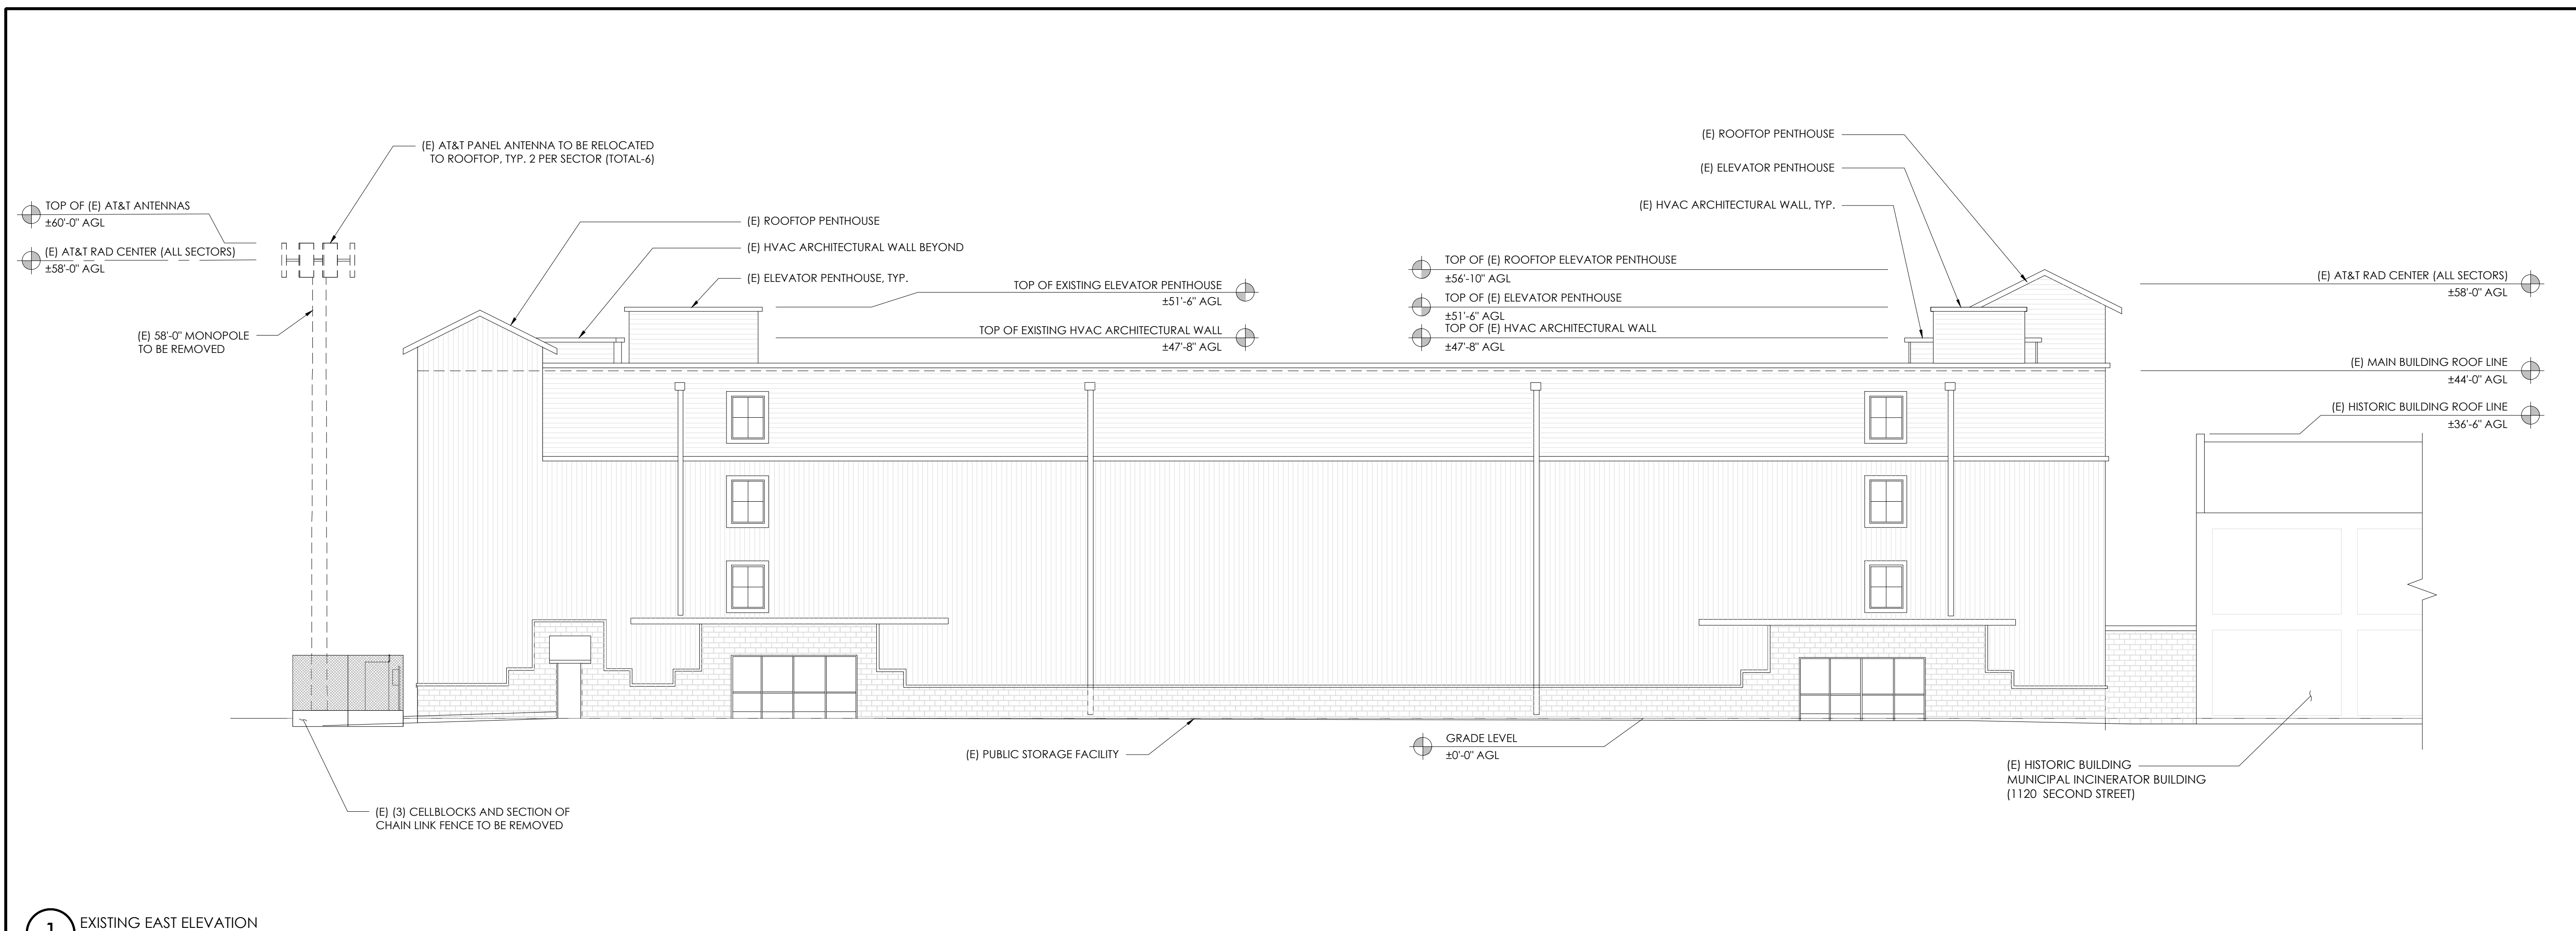 (E) AT&T PANEL ANTENNA TO BE RELOCATED
TO ROOFTOP, TYP. 2 PER SECTOR (TOTAL-6)
TOP OF (E) AT&T ANTENNAS
±60'-0" AGL
(E) AT&T RAD CENTER (ALL SECTORS)
±58'-0" AGL
(E) 58'-0" MONOPOLE
TO BE REMOVED
(E) ROOFTOP PENTHOUSE
(E) HVAC ARCHITECTURAL WALL BEYOND
(E) ELEVATOR PENTHOUSE, TYP.
TOP OF EXISTING ELEVATOR PENTHOUSE
±51'-6" AGL
TOP OF EXISTING HVAC ARCHITECTURAL WALL
±47'-8" AGL
(E) ROOFTOP PENTHOUSE
(E) ELEVATOR PENTHOUSE
(E) HVAC ARCHITECTURAL WALL, TYP.
TOP OF (E) ROOFTOP ELEVATOR PENTHOUSE
±56'-10" AGL
TOP OF (E) ELEVATOR PENTHOUSE
±51'-6" AGL
TOP OF (E) HVAC ARCHITECTURAL WALL
±47'-8" AGL
(E) AT&T RAD CENTER (ALL SECTORS)
±58'-0" AGL
(E) MAIN BUILDING ROOF LINE
±44'-0" AGL
(E) HISTORIC BUILDING ROOF LINE
±36'-6" AGL
(E) PUBLIC STORAGE FACILITY
GRADE LEVEL
±0'-0" AGL
(E) HISTORIC BUILDING
MUNICIPAL INCINERATOR BUILDING
(1120 SECOND STREET)
(E) (3) CELLBLOCKS AND SECTION OF
CHAIN LINK FENCE TO BE REMOVED
1
EXISTING EAST ELEVATION